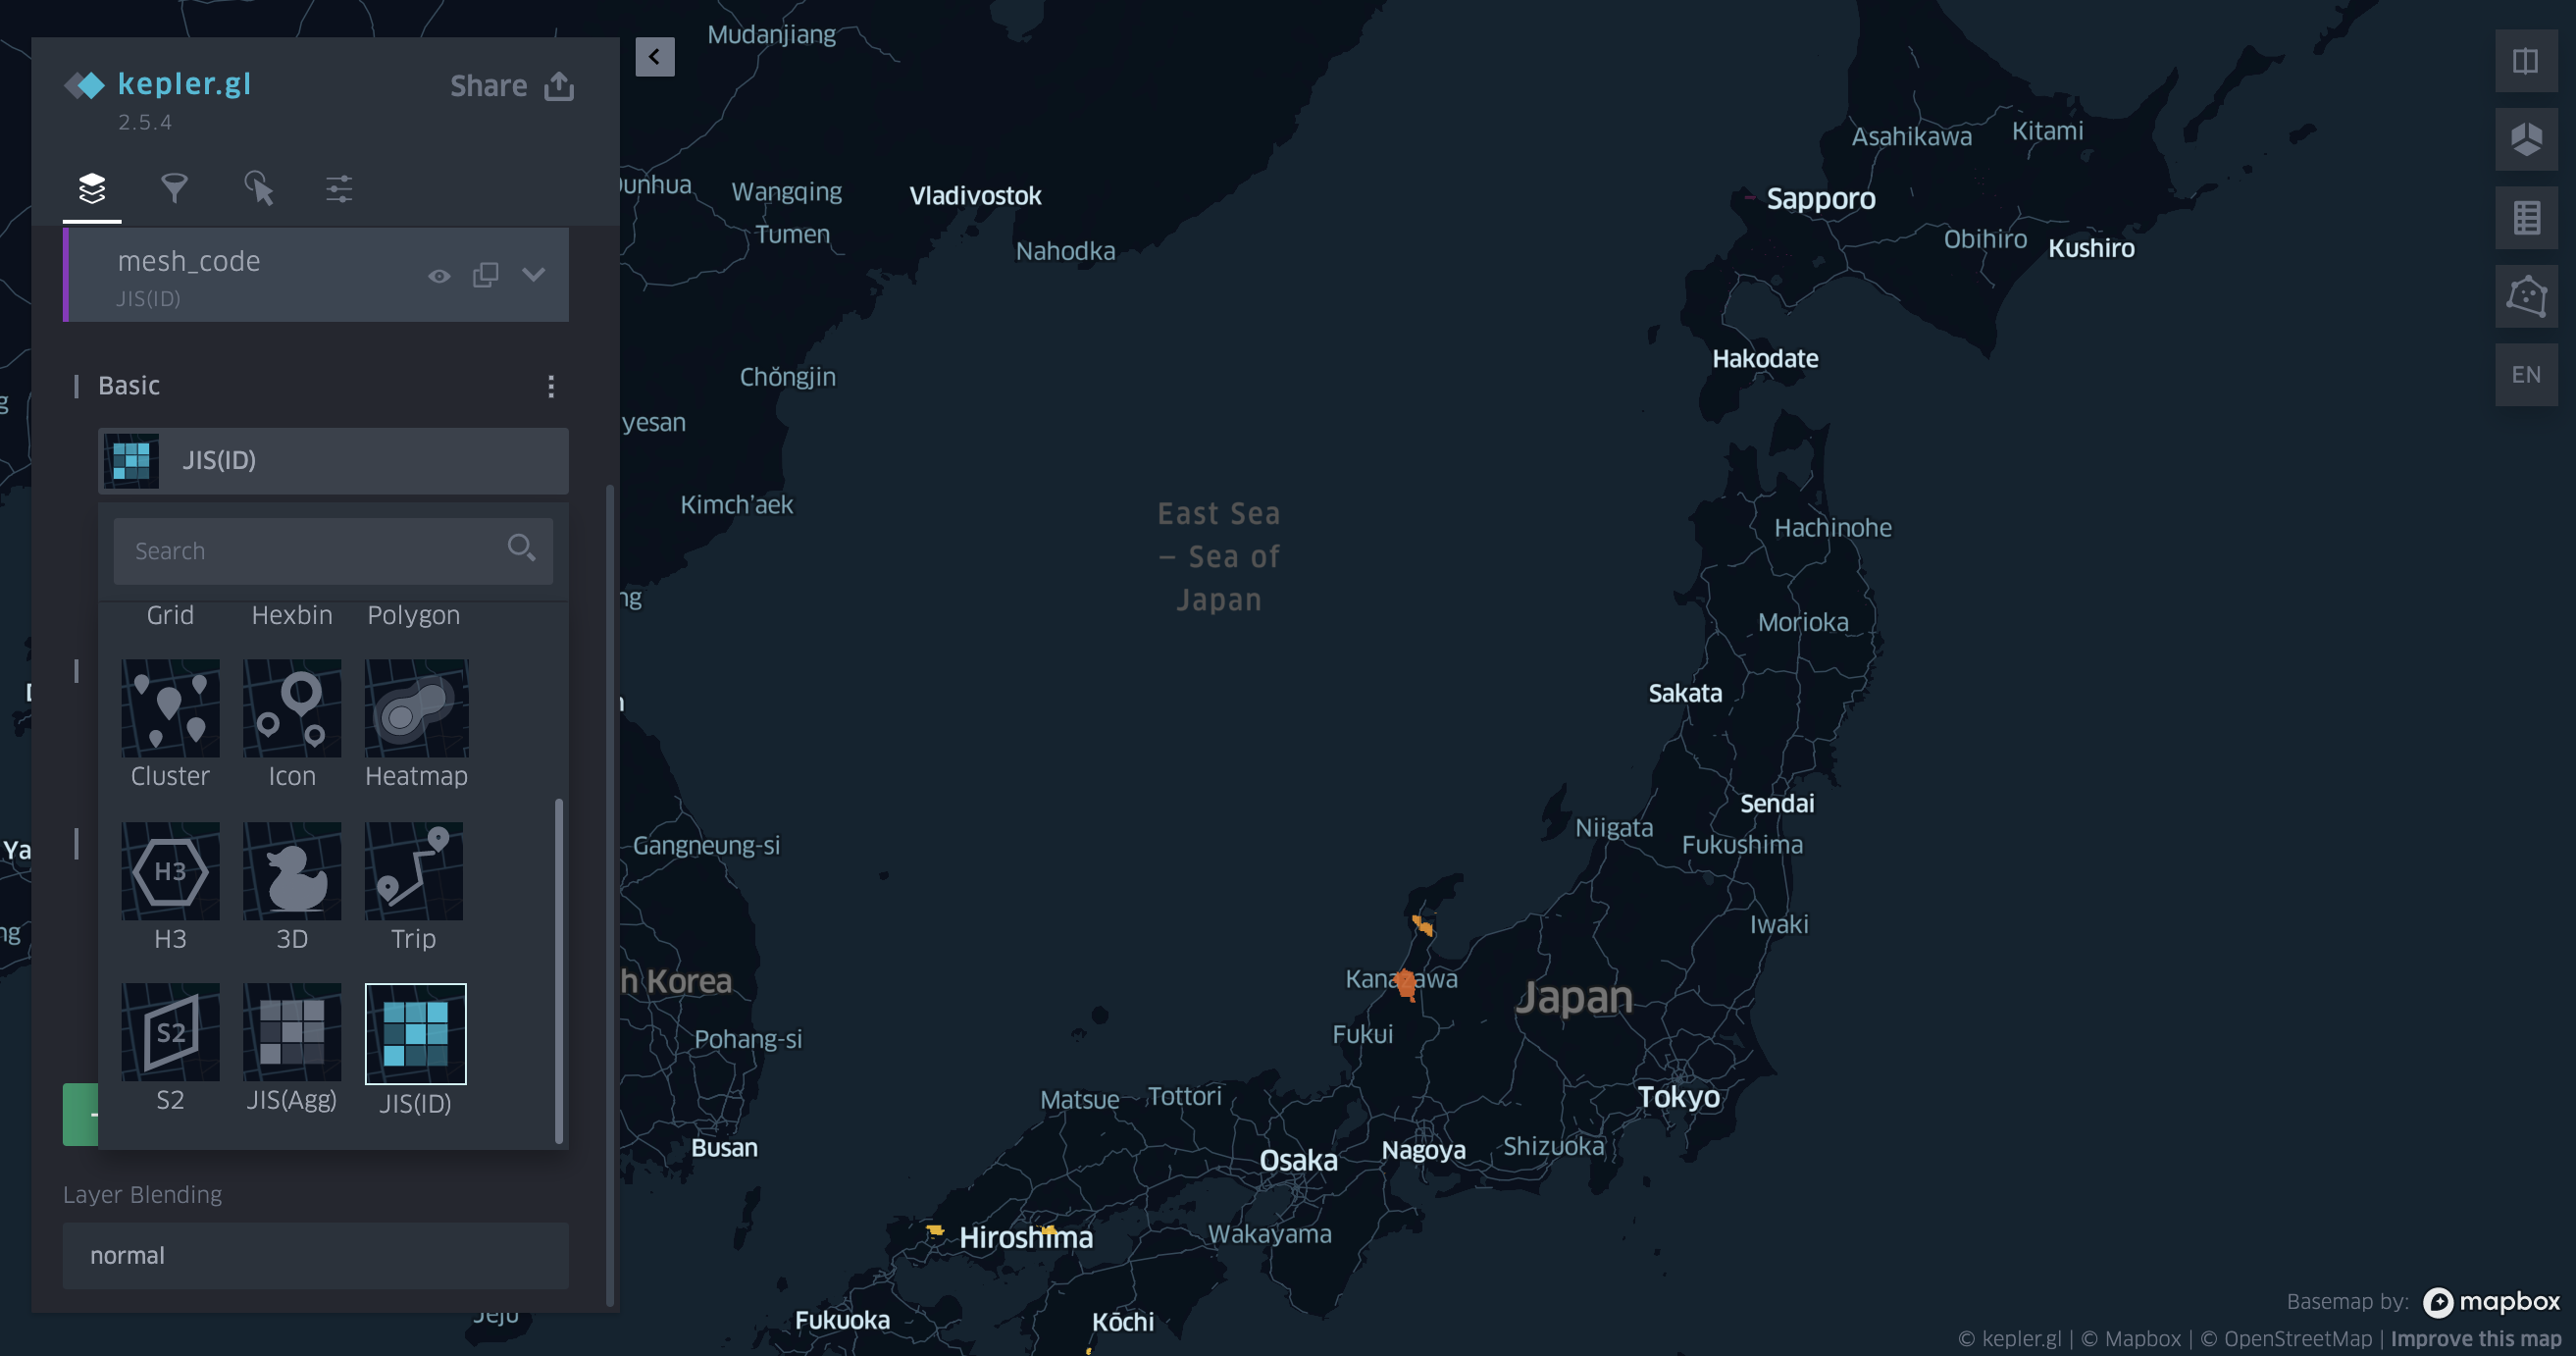 kepler.gl
2.5.4
Share
mesh_code
JIS(ID)
Basic
JIS(ID)
Search
Grid Hexbin Polygon
Cluster Icon Heatmap
H3
H3 3D Trip
S2
S2 JIS(Agg) JIS(ID)
Layer Blending
normal
Mudanjiang
Wangqing
Tumen
Vladivostok
Nahodka
Chŏngjin
yesan
Kimch'aek
East Sea
– Sea of
Japan
Asahikawa
Kitami
Sapporo
Obihiro
Kushiro
Hakodate
Hachinohe
Morioka
Sakata
Sendai
Niigata
Fukushima
Iwaki
Gangneung-si
h Korea
Pohang-si
Busan
Kanazawa
Fukui
Japan
Tokyo
Matsue
Tottori
Osaka
Nagoya
Shizuoka
Hiroshima
Wakayama
Fukuoka
Kōchi
Jeju
Ya
EN
Basemap by: mapbox
© kepler.gl | © Mapbox | © OpenStreetMap | Improve this map